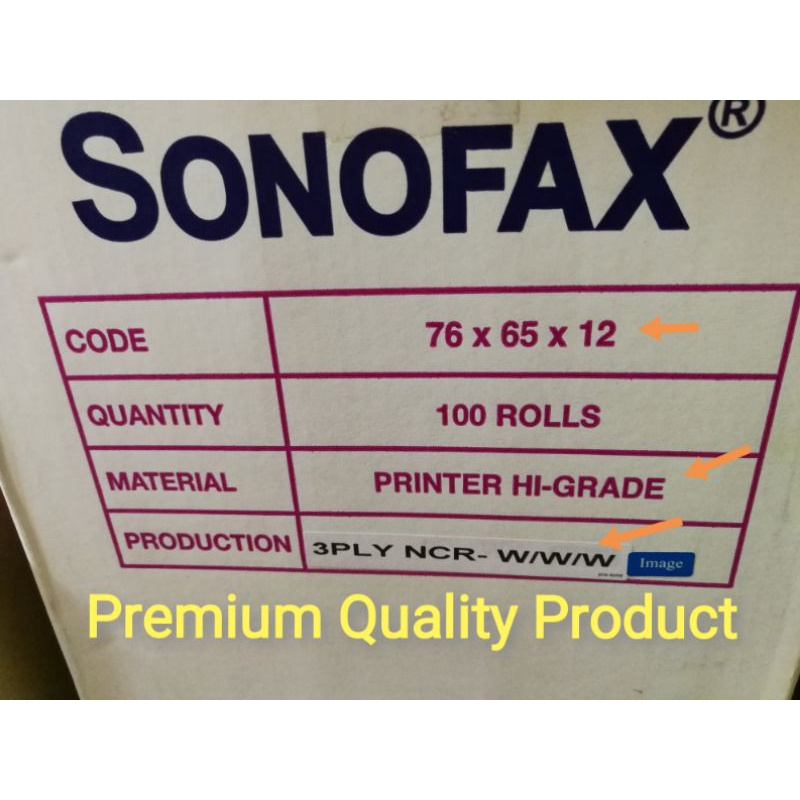 SONOFAX®
CODE 76 x 65 x 12
QUANTITY 100 ROLLS
MATERIAL PRINTER HI-GRADE
PRODUCTION 3PLY NCR- W/W/W Image
Premium Quality Product